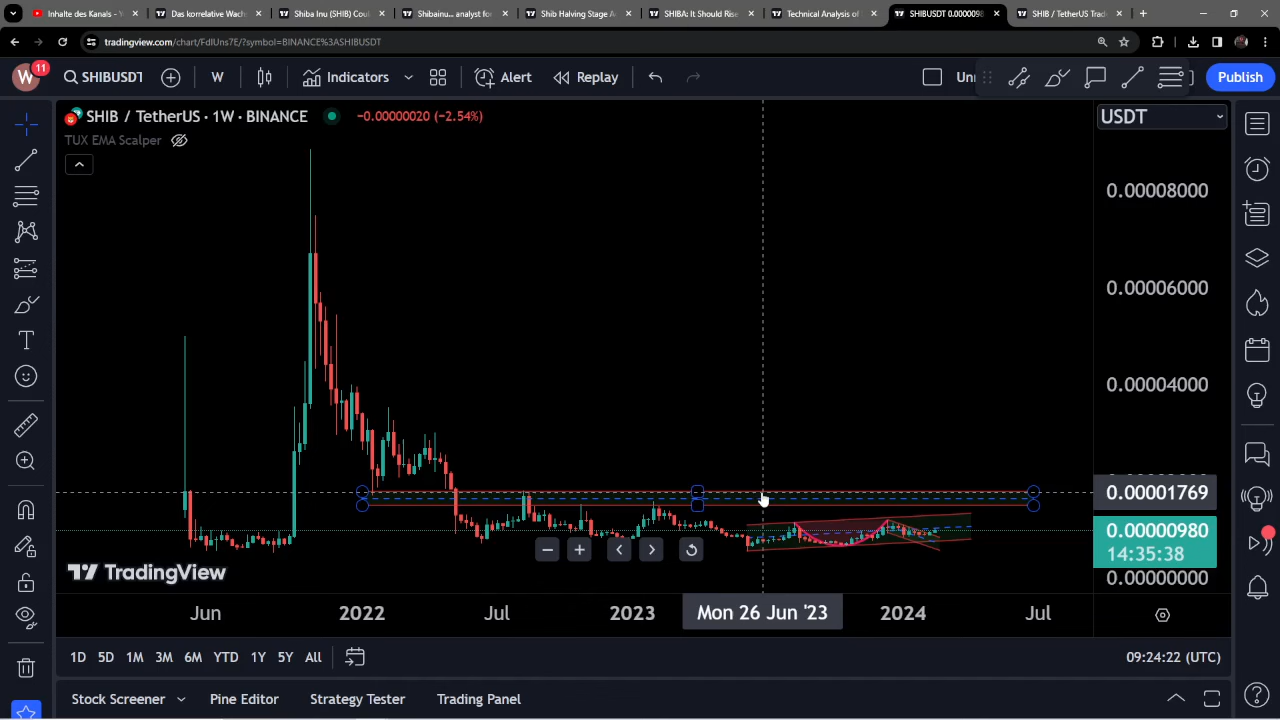 Inhalte des Kanals –
Das korrelative Wach
Shiba Inu (SHIB) Cou
Shibainu... analyst for
Shib Halving Stage A
SHIBA: It Should Rise
Technical Analysis of
SHIBUSDT 0.0000098
SHIB / TetherUS Trad
tradingview.com/chart/FdIUns7E/?symbol=BINANCE%3ASHIBUSDT
W
11
SHIBUSDT
W
Indicators
Alert
Replay
Un
Publish
SHIB / TetherUS · 1W · BINANCE
−0.00000020 (−2.54%)
USDT
TUX EMA Scalper
0.00008000
0.00006000
0.00004000
0.00001769
0.00000980
14:35:38
0.00000000
TradingView
Jun
2022
Jul
2023
Mon 26 Jun '23
2024
Jul
1D
5D
1M
3M
6M
YTD
1Y
5Y
All
09:24:22 (UTC)
Stock Screener
Pine Editor
Strategy Tester
Trading Panel